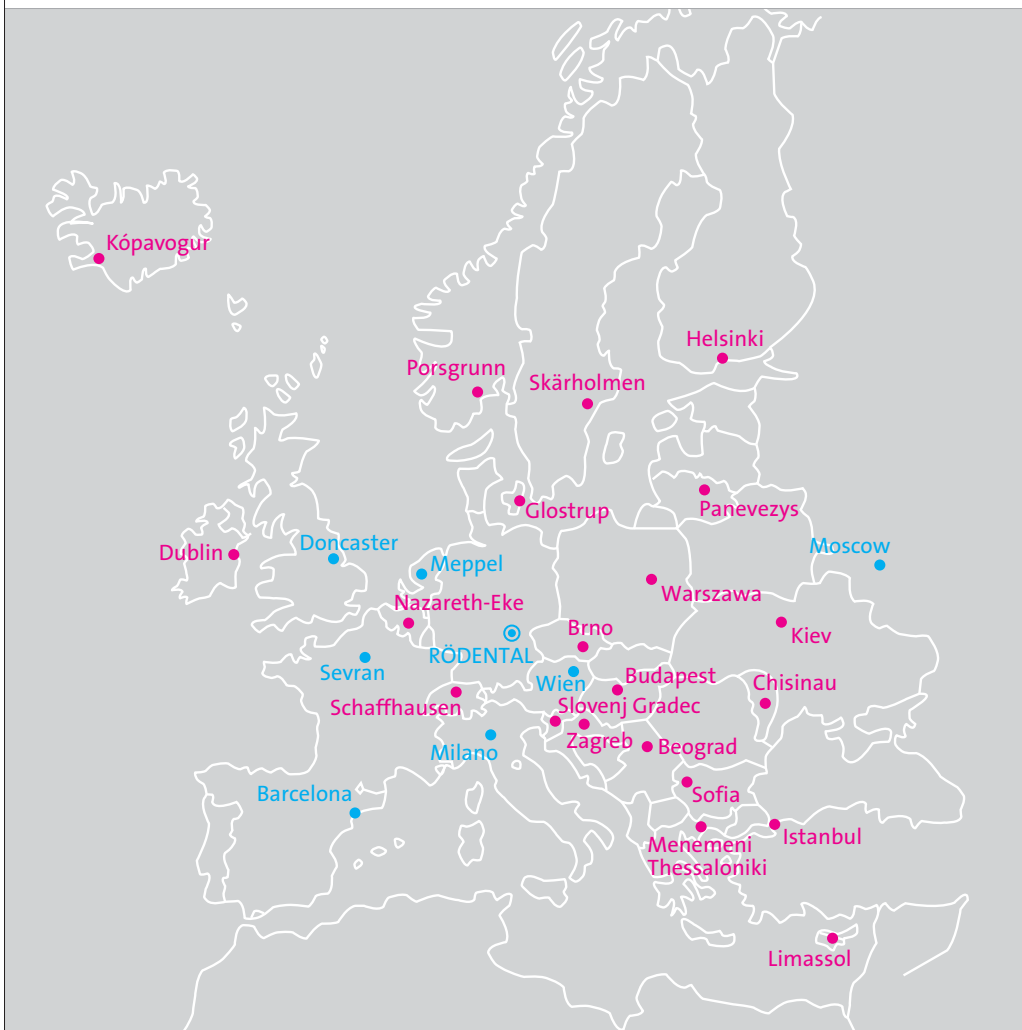 Kópavogur
Helsinki
Porsgrunn
Skärholmen
Glostrup
Panevezys
Dublin
Doncaster
Meppel
Moscow
Warszawa
Nazareth-Eke
Brno
Kiev
RÖDENTAL
Sevran
Wien
Budapest
Chisinau
Schaffhausen
Slovenj Gradec
Zagreb
Beograd
Milano
Barcelona
Sofia
Istanbul
Menemeni
Thessaloniki
Limassol